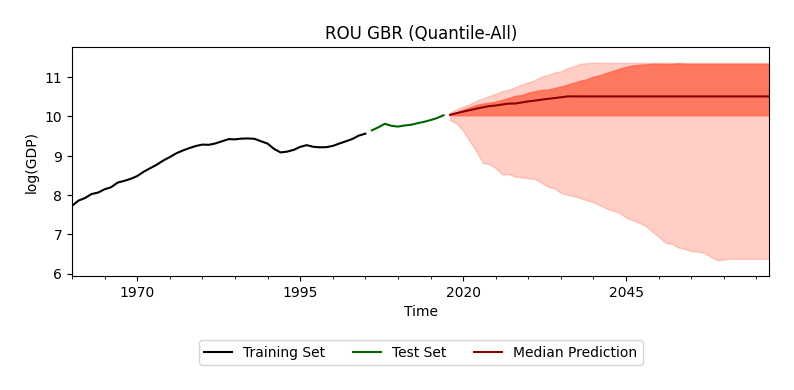 ROU GBR (Quantile-All)
log(GDP)
11
10
9
8
7
6
1970 1995 2020 2045
Time
Training Set Test Set Median Prediction